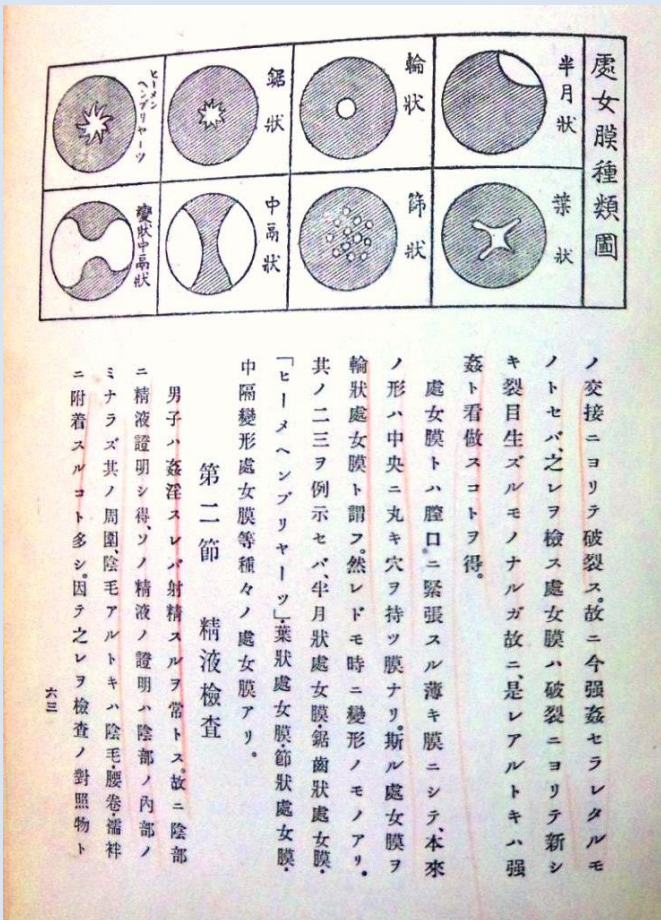 處女膜種類圖
半月狀
輪狀
鋸狀
ヒーメンヘンブリヤーツ
葉狀
篩狀
中鬲狀
變狀中鬲狀
ノ交接ニヨリテ破裂ス。故ニ今强姦セラレタルモ
ノトセバ、之レヲ檢ス處女膜ハ破裂ニヨリテ新シ
キ裂目生ズルモノナルガ故ニ、是レアルトキハ强
姦ト看做スコトヲ得。
處女膜トハ膣口ニ緊張スル薄キ膜ニシテ、本來
ノ形ハ中央ニ丸キ穴ヲ持ツ膜ナリ。斯ル處女膜ヲ
輪狀處女膜ト謂フ。然レドモ時ニ變形ノモノアリ。
其ノ二三ヲ例示セバ、半月狀處女膜・鋸齒狀處女膜・
「ヒーメヘンブリヤーツ」・葉狀處女膜・節狀處女膜・
中隔變形處女膜等種々ノ處女膜アリ。
第二節 精液檢査
男子ハ姦淫スレバ射精スルヲ常トス。故ニ陰部
ニ精液證明シ得、ソノ精液ノ證明ハ陰部ノ內部ノ
ミナラズ其ノ周圍、陰毛アルトキハ陰毛・腰卷・襦袢
ニ附着スルコト多シ。因テ之レヲ檢査ノ對照物ト
六三